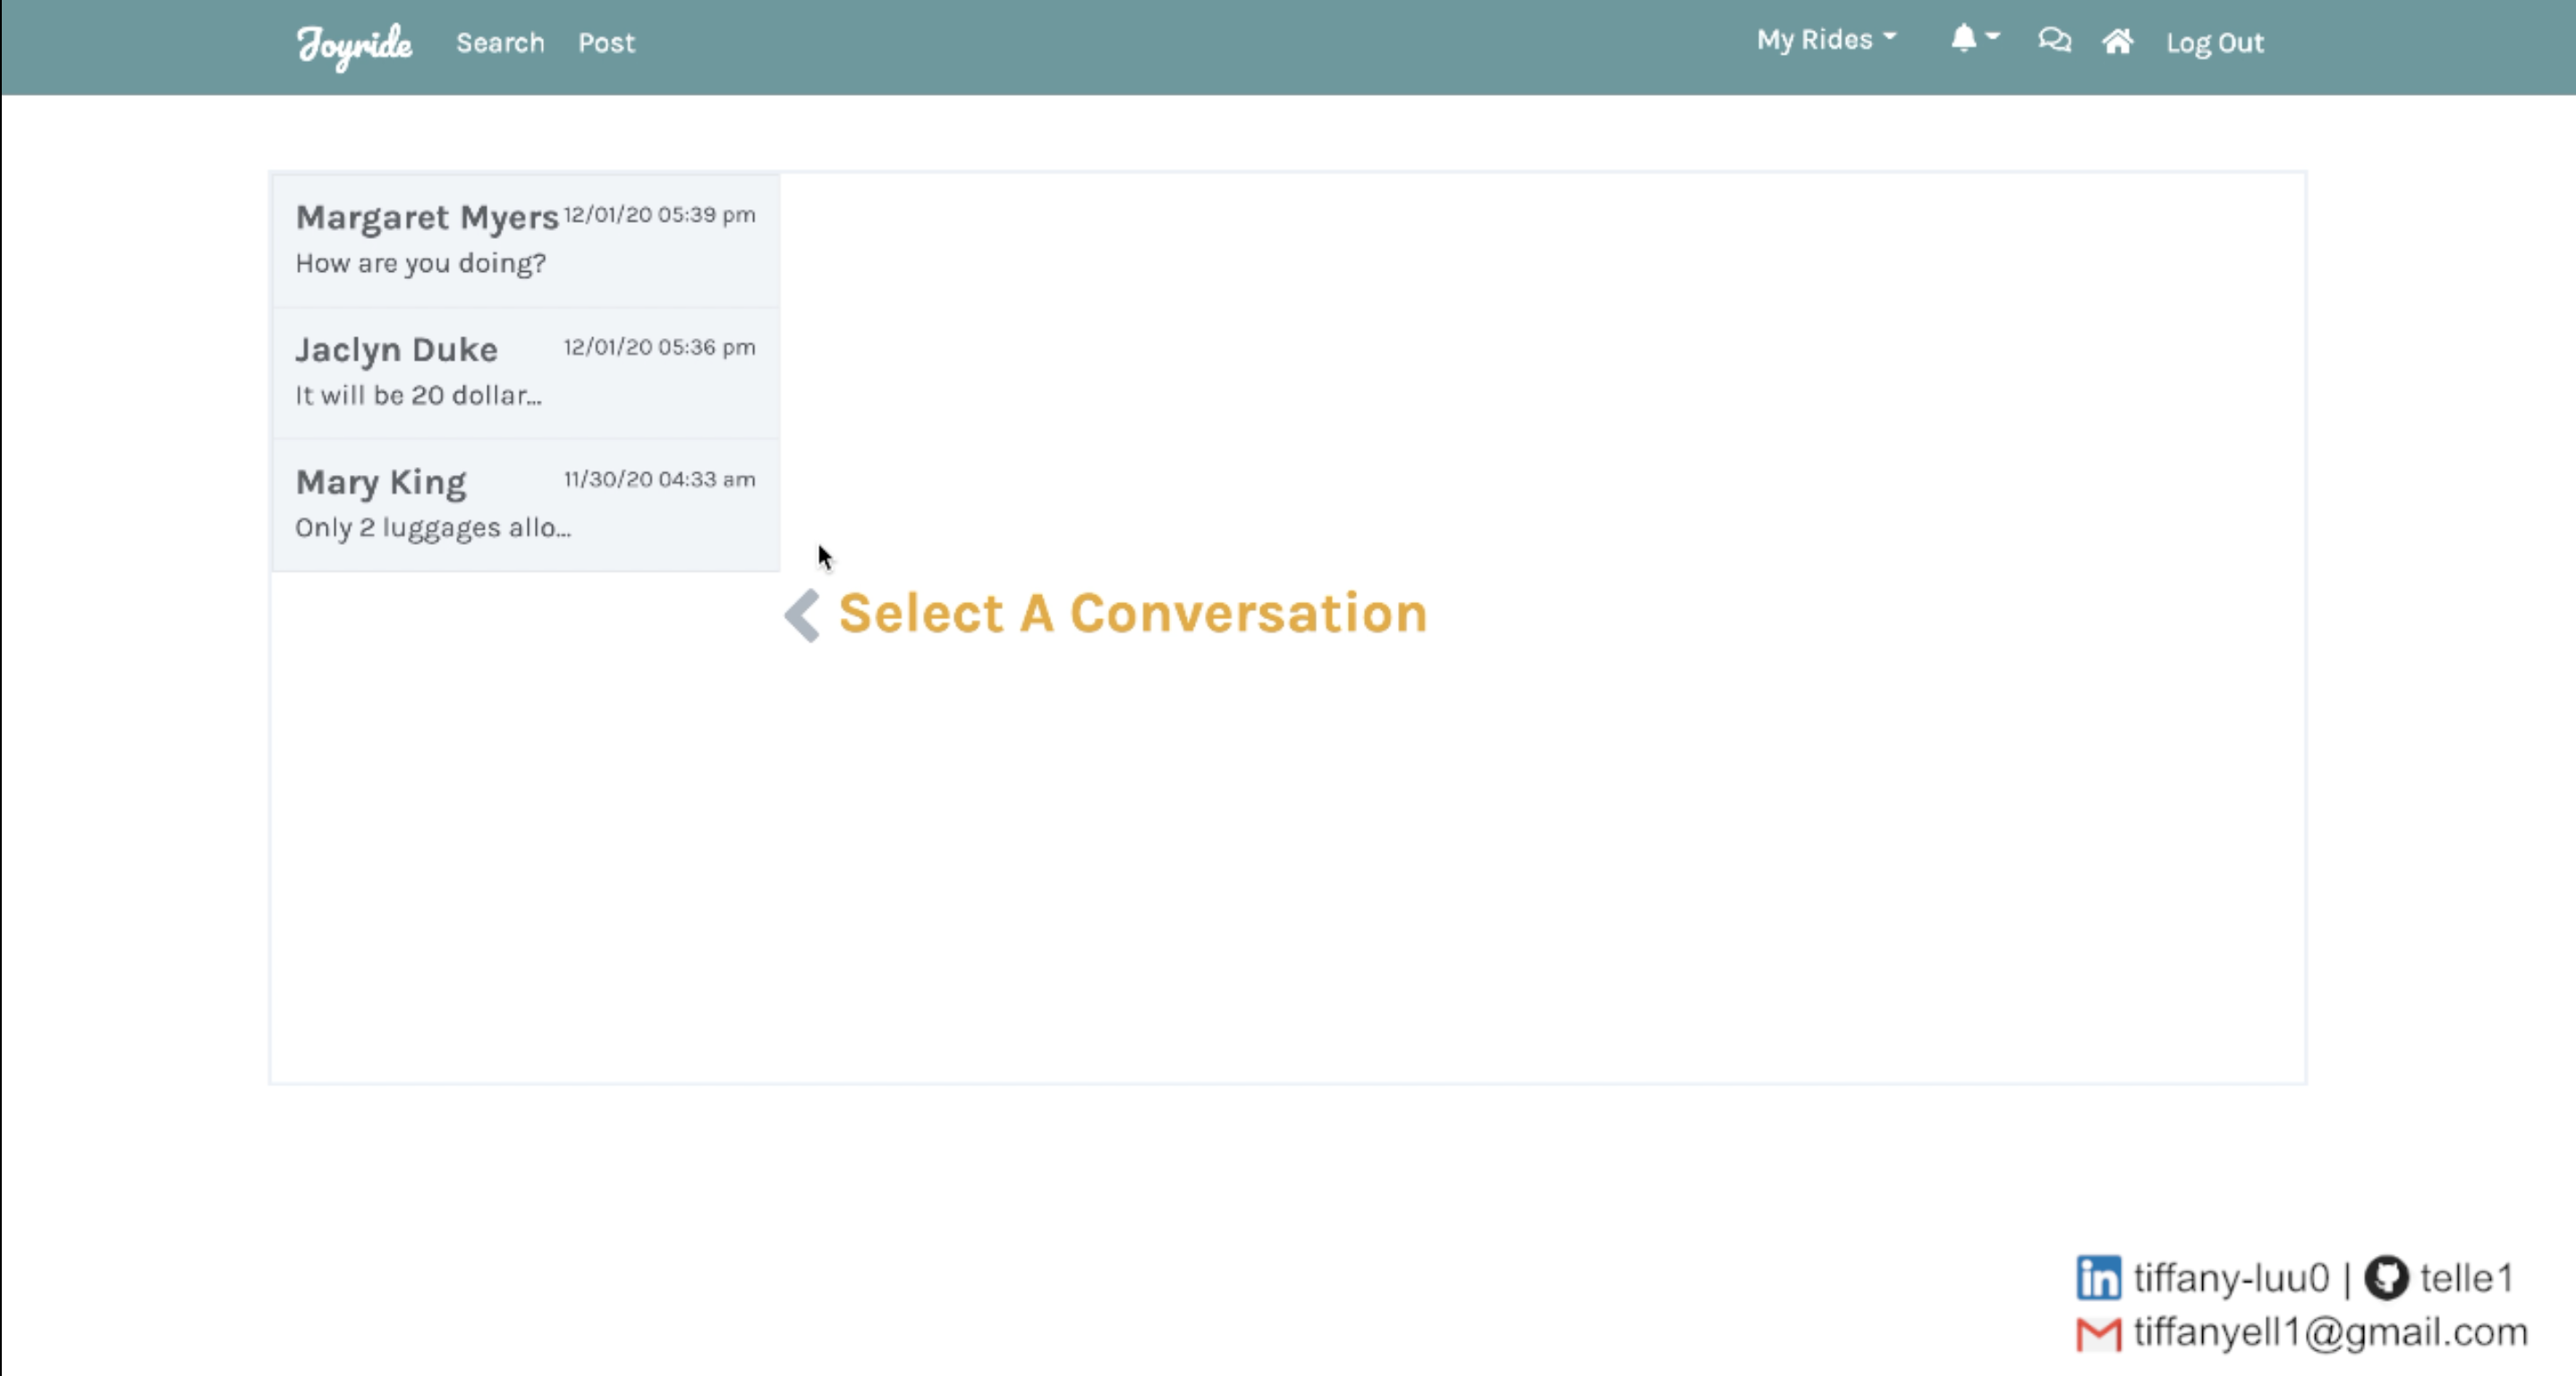 Joyride Search Post My Rides Log Out
Margaret Myers 12/01/20 05:39 pm
How are you doing?
Jaclyn Duke 12/01/20 05:36 pm
It will be 20 dollar...
Mary King 11/30/20 04:33 am
Only 2 luggages allo...
Select A Conversation
in tiffany-luu0 | telle1
tiffanyell1@gmail.com